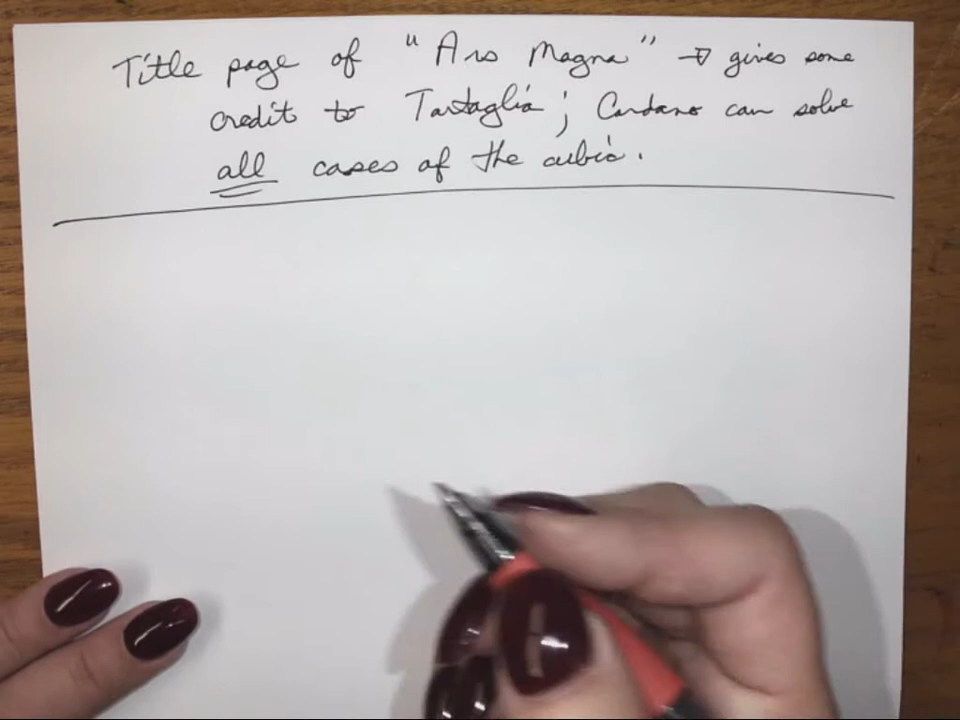 Title page of "Ars Magna" → gives some
credit to Tartaglia; Cardano can solve
all cases of the cubic.